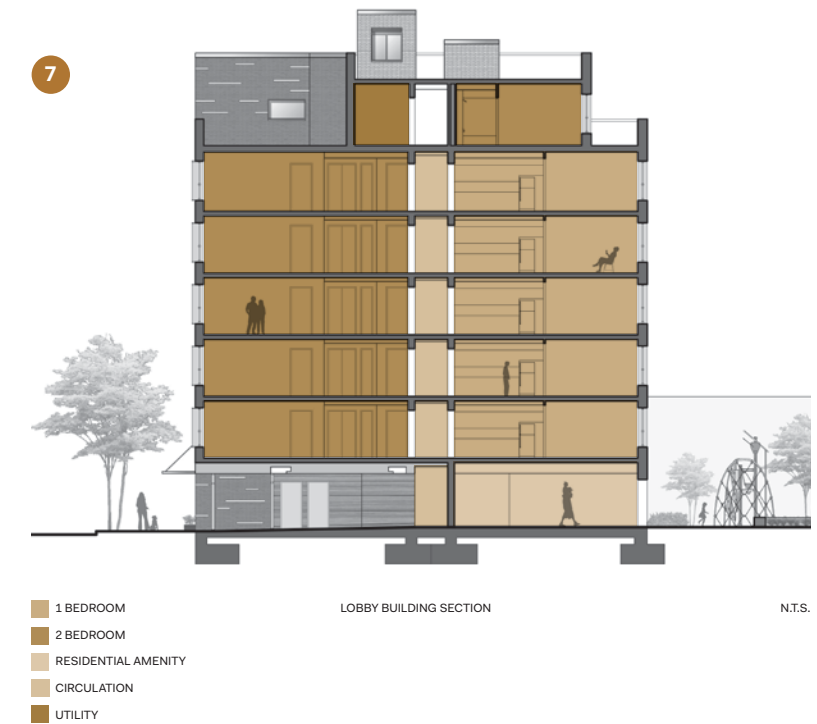 7
LOBBY BUILDING SECTION
N.T.S.
1 BEDROOM
2 BEDROOM
RESIDENTIAL AMENITY
CIRCULATION
UTILITY